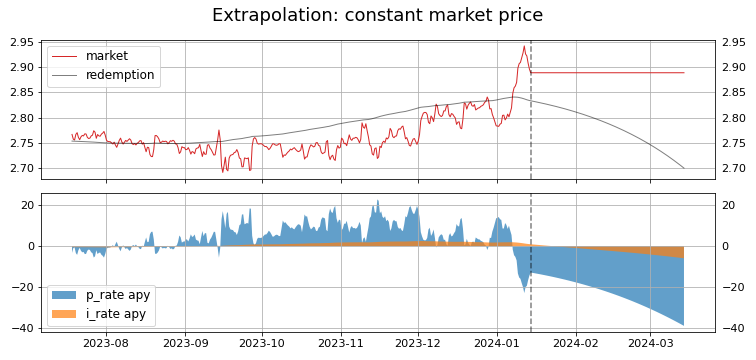 Extrapolation: constant market price
2.95 2.95
market
redemption
2.90 2.90
2.85 2.85
2.80 2.80
2.75 2.75
2.70 2.70
20 20
0 0
−20 −20
p_rate apy
i_rate apy
−40 −40
2023-08 2023-09 2023-10 2023-11 2023-12 2024-01 2024-02 2024-03